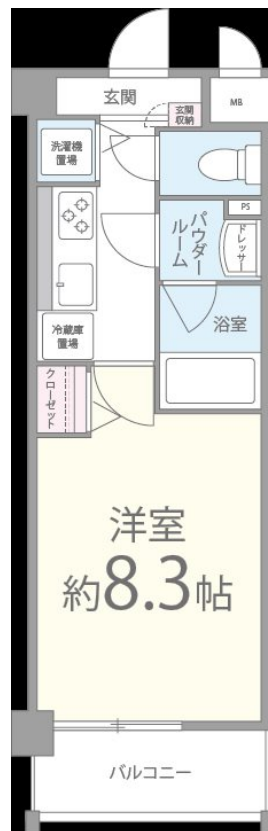 玄関
MB
玄関
収納
洗濯機
置場
PS
パウダー
ルーム
ドレッサー
浴室
冷蔵庫
置場
クローゼット
洋室
約8.3帖
バルコニー